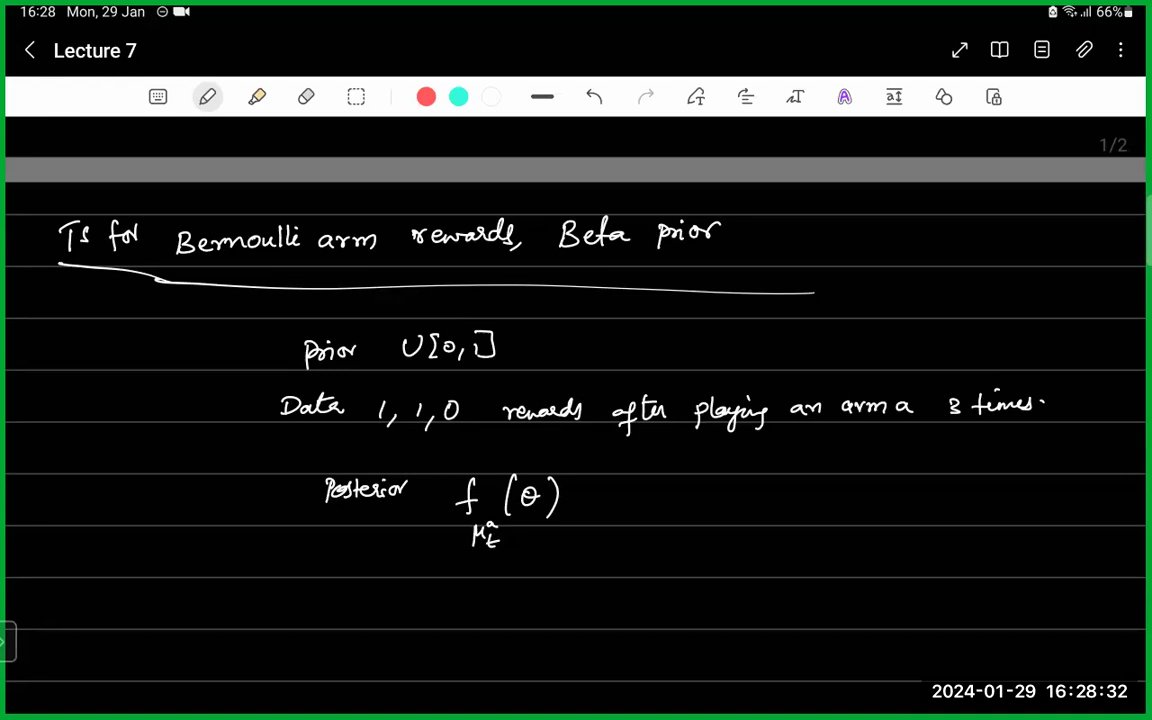 16:28 Mon, 29 Jan 66%
Lecture 7
1/2
Ts for Bernoulli arm rewards, Beta prior
prior U[0,1]
Data 1, 1, 0 rewards after playing an arm a 3 times.
Posterior f (θ)
μₜᵃ
2024-01-29 16:28:32